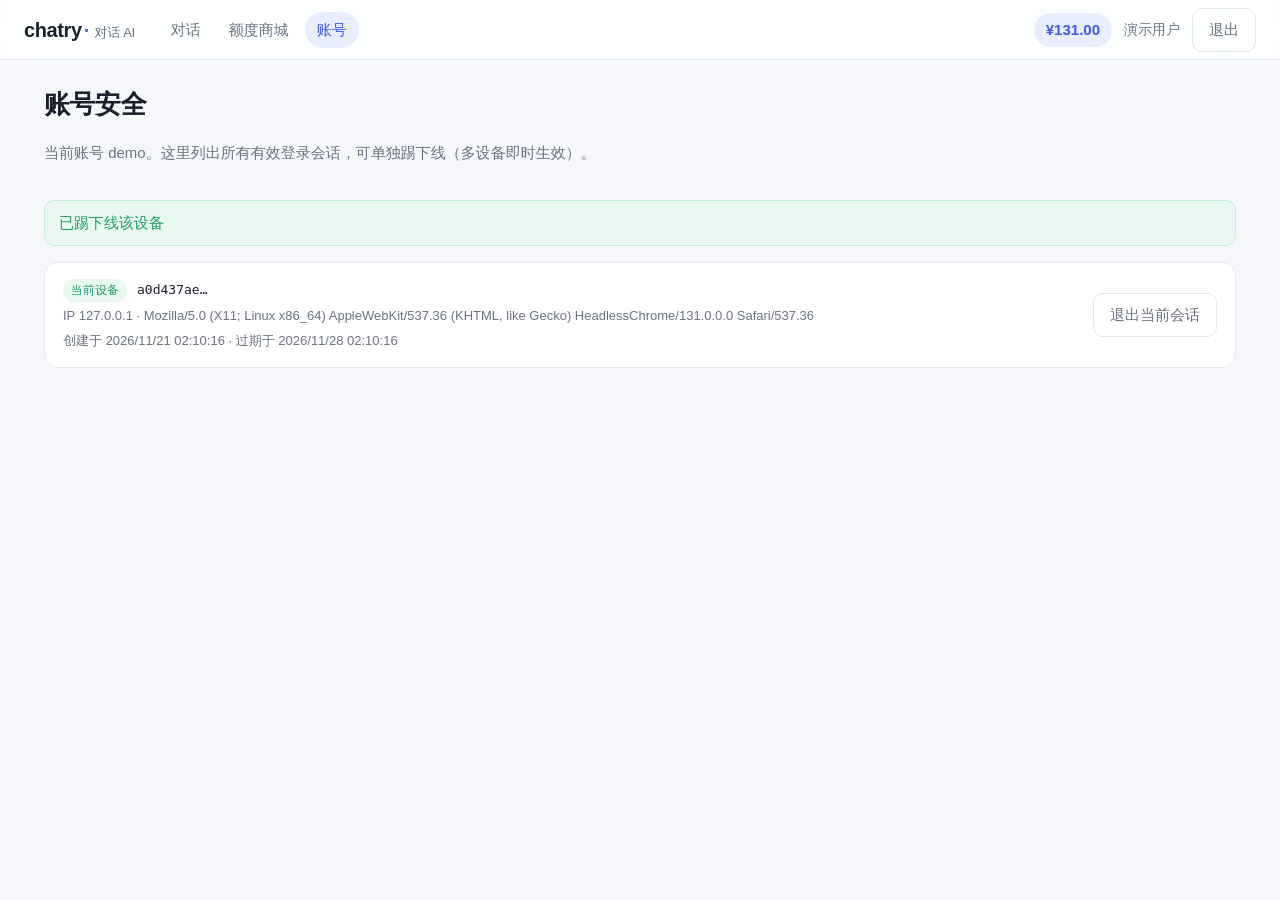 chatry· 对话 AI 对话 额度商城 账号 ¥131.00 演示用户 退出
账号安全
当前账号 demo。这里列出所有有效登录会话，可单独踢下线（多设备即时生效）。
已踢下线该设备
当前设备 a0d437ae…
IP 127.0.0.1 · Mozilla/5.0 (X11; Linux x86_64) AppleWebKit/537.36 (KHTML, like Gecko) HeadlessChrome/131.0.0.0 Safari/537.36
退出当前会话
创建于 2026/11/21 02:10:16 · 过期于 2026/11/28 02:10:16